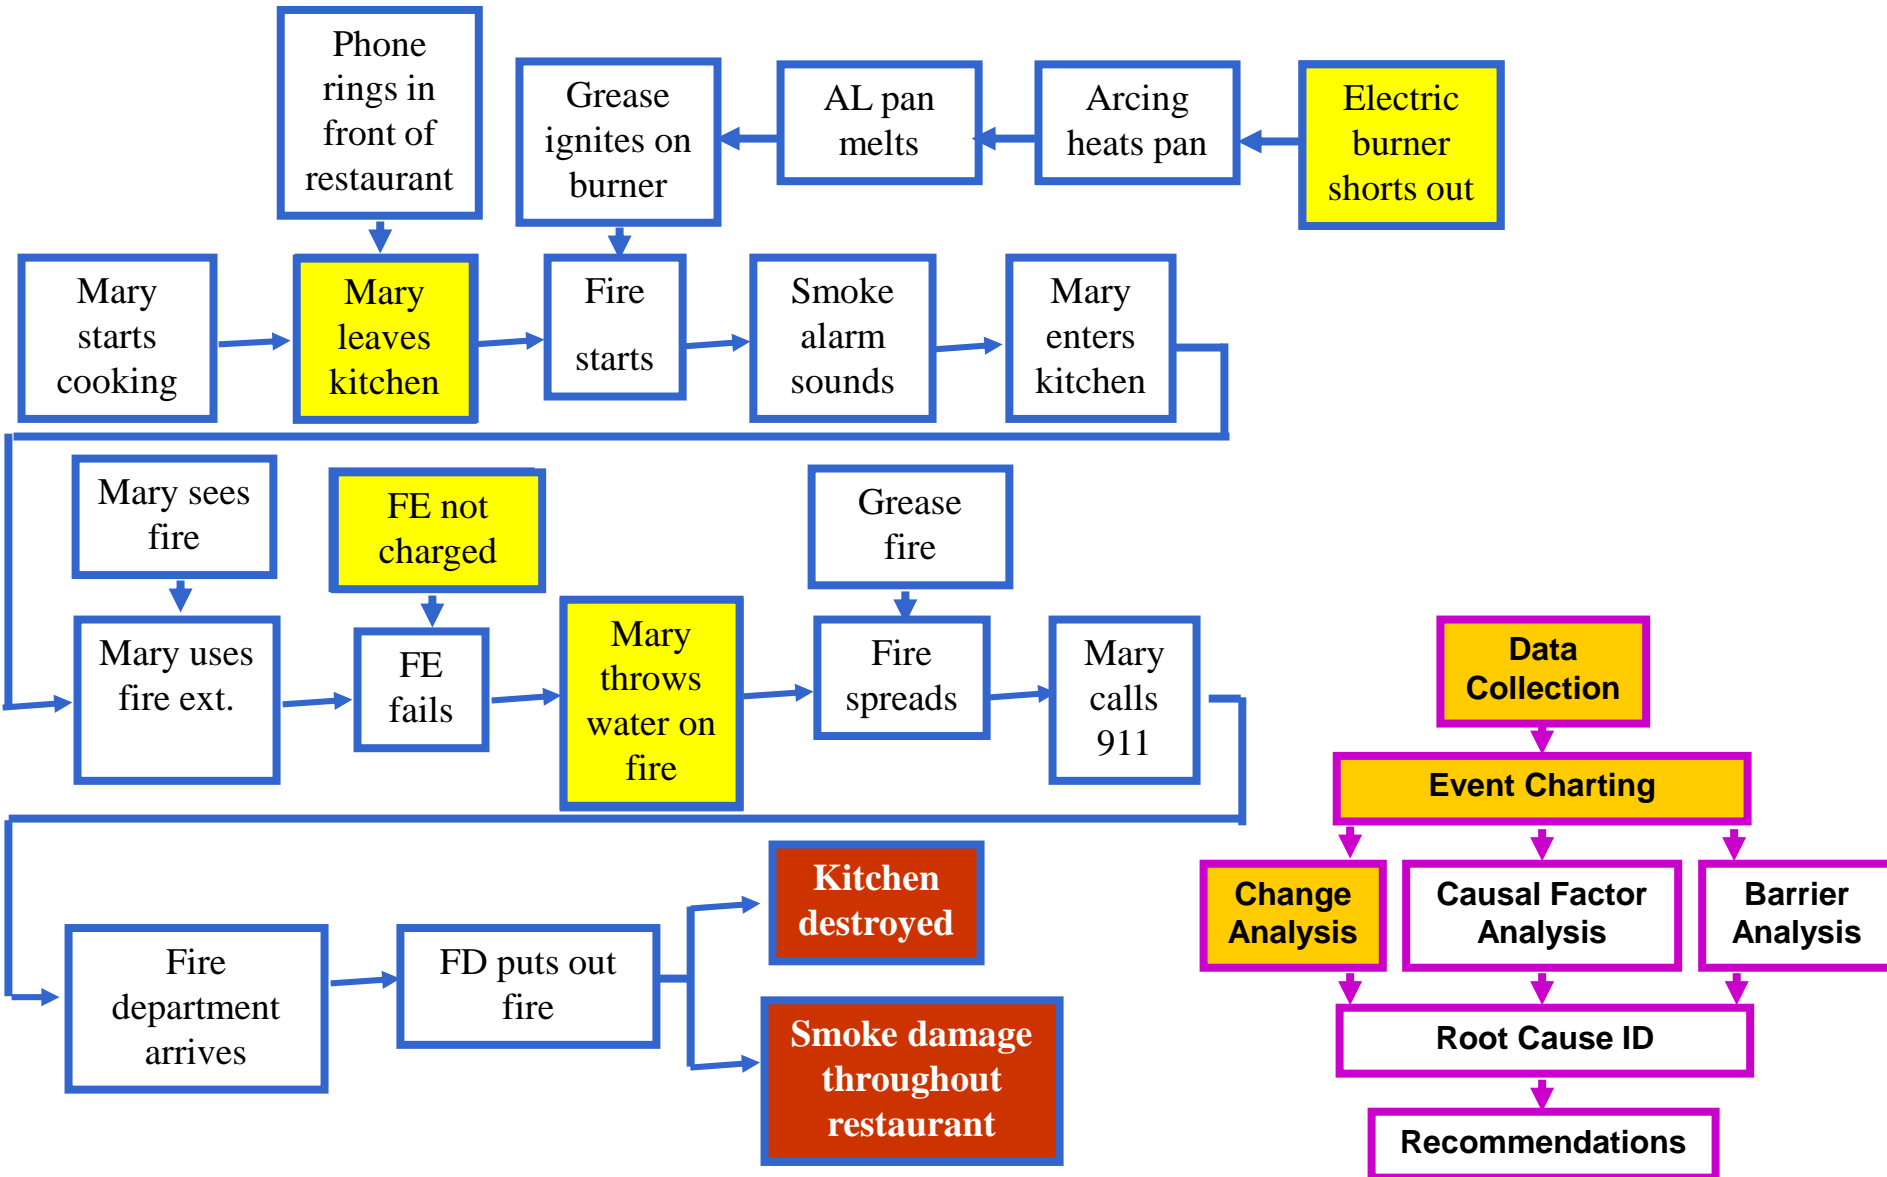 Phone
rings in
front of
restaurant
Grease
ignites on
burner
AL pan
melts
Arcing
heats pan
Electric
burner
shorts out
Mary
starts
cooking
Mary
leaves
kitchen
Fire
starts
Smoke
alarm
sounds
Mary
enters
kitchen
Mary sees
fire
FE not
charged
Grease
fire
Mary uses
fire ext.
FE
fails
Mary
throws
water on
fire
Fire
spreads
Mary
calls
911
Fire
department
arrives
FD puts out
fire
Kitchen
destroyed
Smoke damage
throughout
restaurant
Data
Collection
Event Charting
Change
Analysis
Causal Factor
Analysis
Barrier
Analysis
Root Cause ID
Recommendations